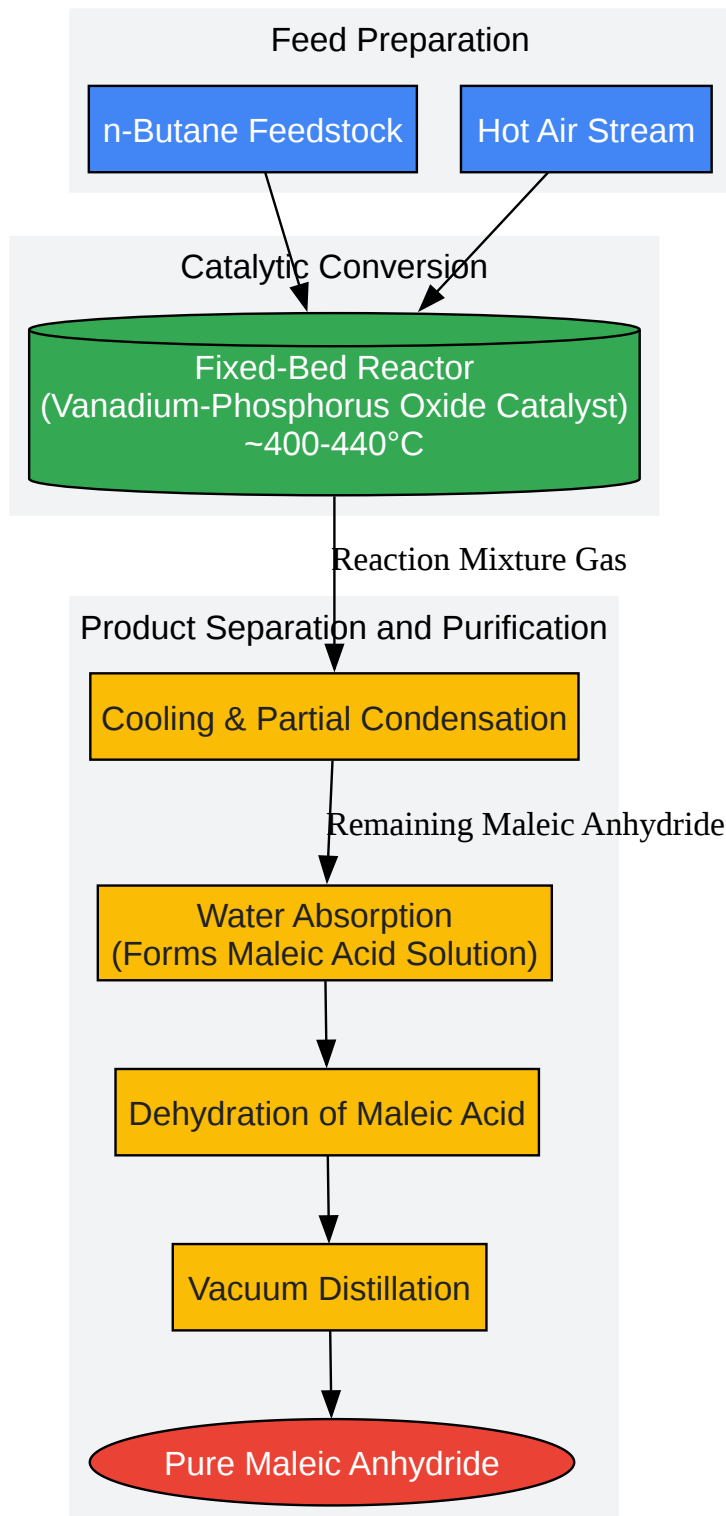 Feed Preparation
n-Butane Feedstock
Hot Air Stream
Catalytic Conversion
Fixed-Bed Reactor
(Vanadium-Phosphorus Oxide Catalyst)
~400-440°C
Reaction Mixture Gas
Product Separation and Purification
Cooling & Partial Condensation
Remaining Maleic Anhydride
Water Absorption
(Forms Maleic Acid Solution)
Dehydration of Maleic Acid
Vacuum Distillation
Pure Maleic Anhydride